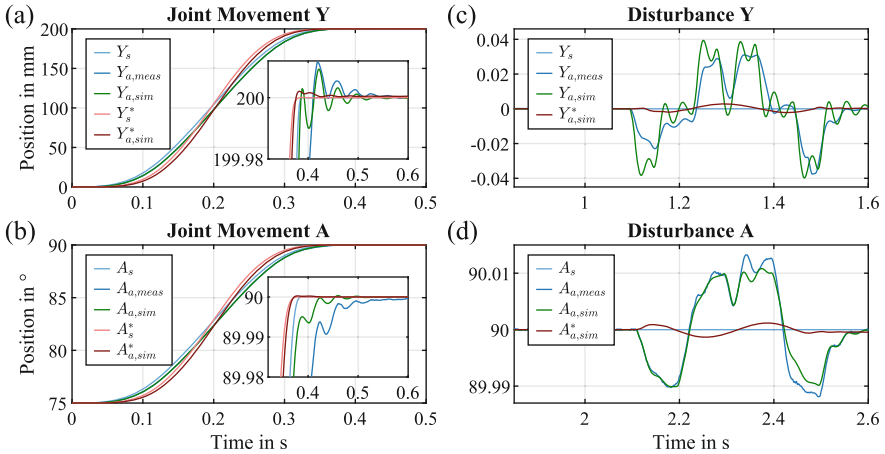 (a) Joint Movement Y
Position in mm
200
150
100
50
0
Y_s
Y_{a,meas}
Y_{a,sim}
Y_s^*
Y_{a,sim}^*
200
199.98
0.4 0.5 0.6
0 0.1 0.2 0.3 0.4 0.5
(c) Disturbance Y
0.04
0.02
0
-0.02
-0.04
Y_s
Y_{a,meas}
Y_{a,sim}
Y_{a,sim}^*
1 1.2 1.4 1.6
(b) Joint Movement A
Position in °
90
85
80
75
A_s
A_{a,meas}
A_{a,sim}
A_s^*
A_{a,sim}^*
90
89.995
89.99
89.98
0.4 0.5 0.6
0 0.1 0.2 0.3 0.4 0.5
Time in s
(d) Disturbance A
90.01
90
89.99
A_s
A_{a,meas}
A_{a,sim}
A_{a,sim}^*
2 2.2 2.4 2.6
Time in s